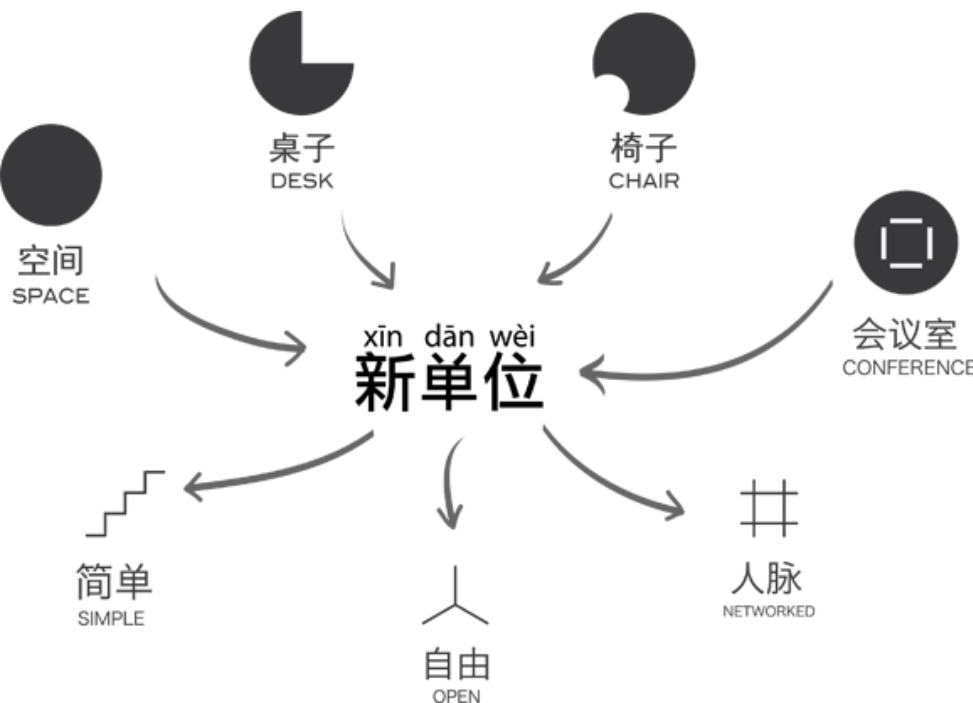 桌子
DESK
椅子
CHAIR
空间
SPACE
会议室
CONFERENCE
xīn dān wèi
新单位
简单
SIMPLE
自由
OPEN
人脉
NETWORKED